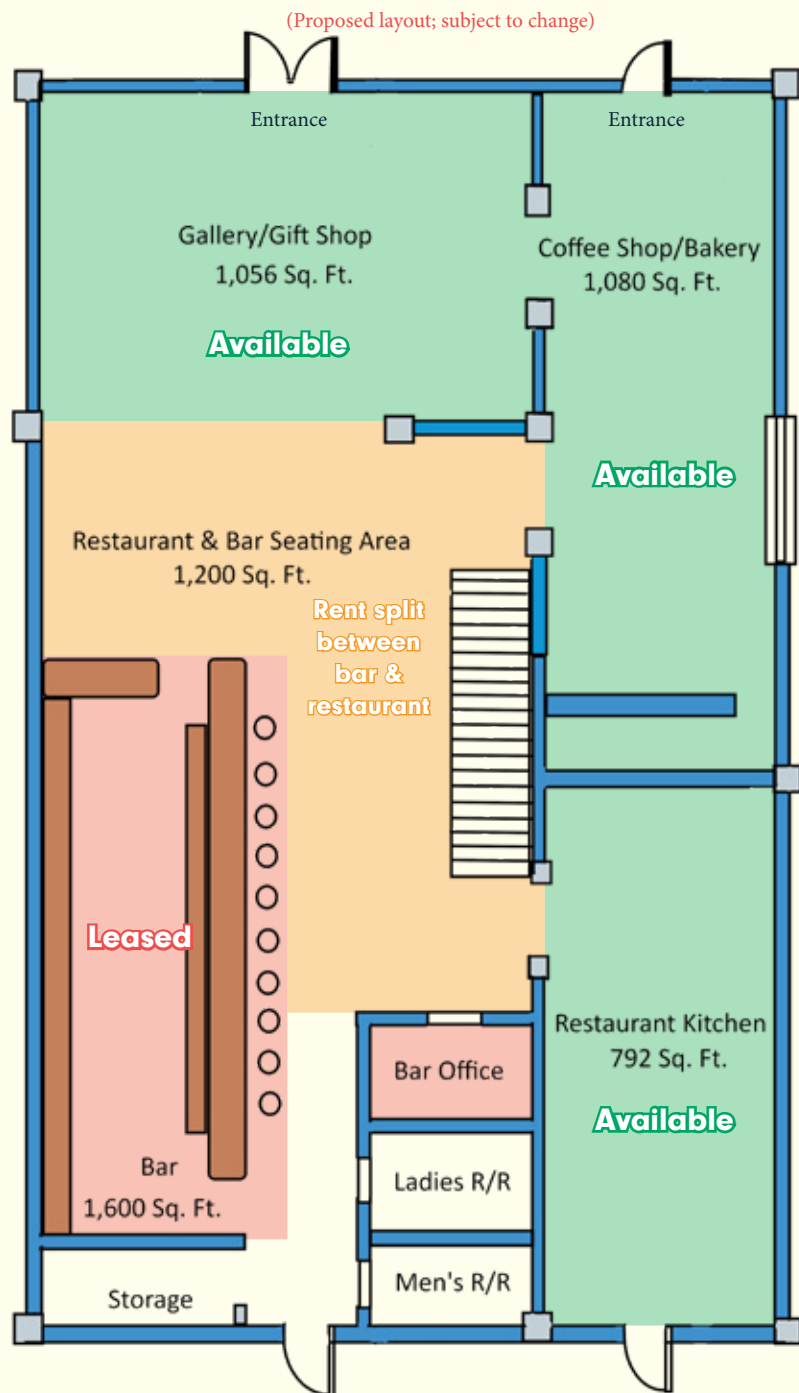 (Proposed layout; subject to change)
Entrance
Entrance
Gallery/Gift Shop
1,056 Sq. Ft.
Available
Coffee Shop/Bakery
1,080 Sq. Ft.
Available
Restaurant & Bar Seating Area
1,200 Sq. Ft.
Rent split
between
bar &
restaurant
Leased
Bar
1,600 Sq. Ft.
Storage
Bar Office
Ladies R/R
Men's R/R
Restaurant Kitchen
792 Sq. Ft.
Available